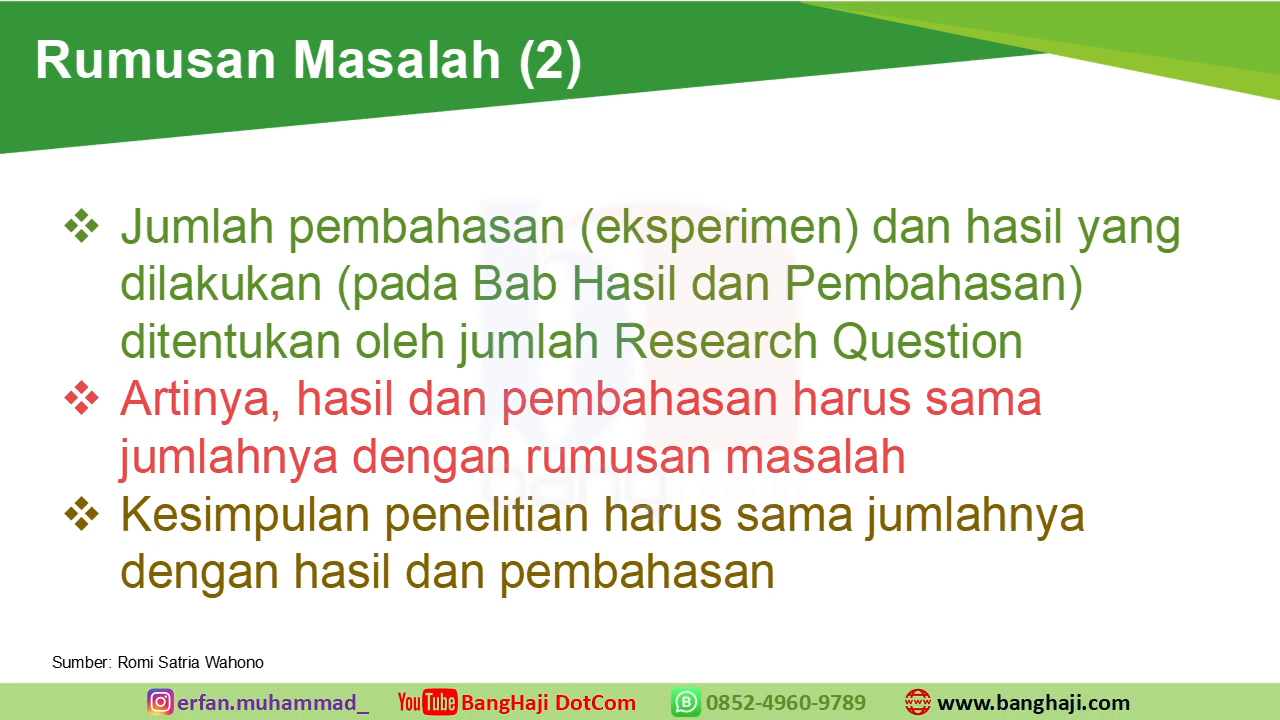 Rumusan Masalah (2)
❖ Jumlah pembahasan (eksperimen) dan hasil yang
dilakukan (pada Bab Hasil dan Pembahasan)
ditentukan oleh jumlah Research Question
❖ Artinya, hasil dan pembahasan harus sama
jumlahnya dengan rumusan masalah
❖ Kesimpulan penelitian harus sama jumlahnya
dengan hasil dan pembahasan
Sumber: Romi Satria Wahono
erfan.muhammad_ YouTube BangHaji DotCom 0852-4960-9789 www.banghaji.com